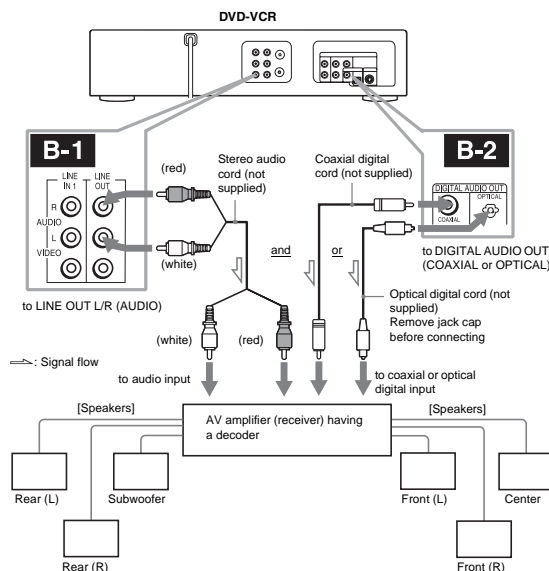 DVD-VCR
B-1
LINE
IN 1
LINE
OUT
R
AUDIO
L
VIDEO
to LINE OUT L/R (AUDIO)
(red)
(white)
Stereo audio
cord (not
supplied)
Coaxial digital
cord (not supplied)
B-2
DIGITAL AUDIO OUT
OPTICAL
COAXIAL
to DIGITAL AUDIO OUT
(COAXIAL or OPTICAL)
and
or
Optical digital cord (not
supplied)
Remove jack cap
before connecting
(white)
(red)
: Signal flow
to audio input
to coaxial or optical
digital input
[Speakers]
AV amplifier (receiver) having
a decoder
[Speakers]
Rear (L)
Subwoofer
Front (L)
Center
Rear (R)
Front (R)